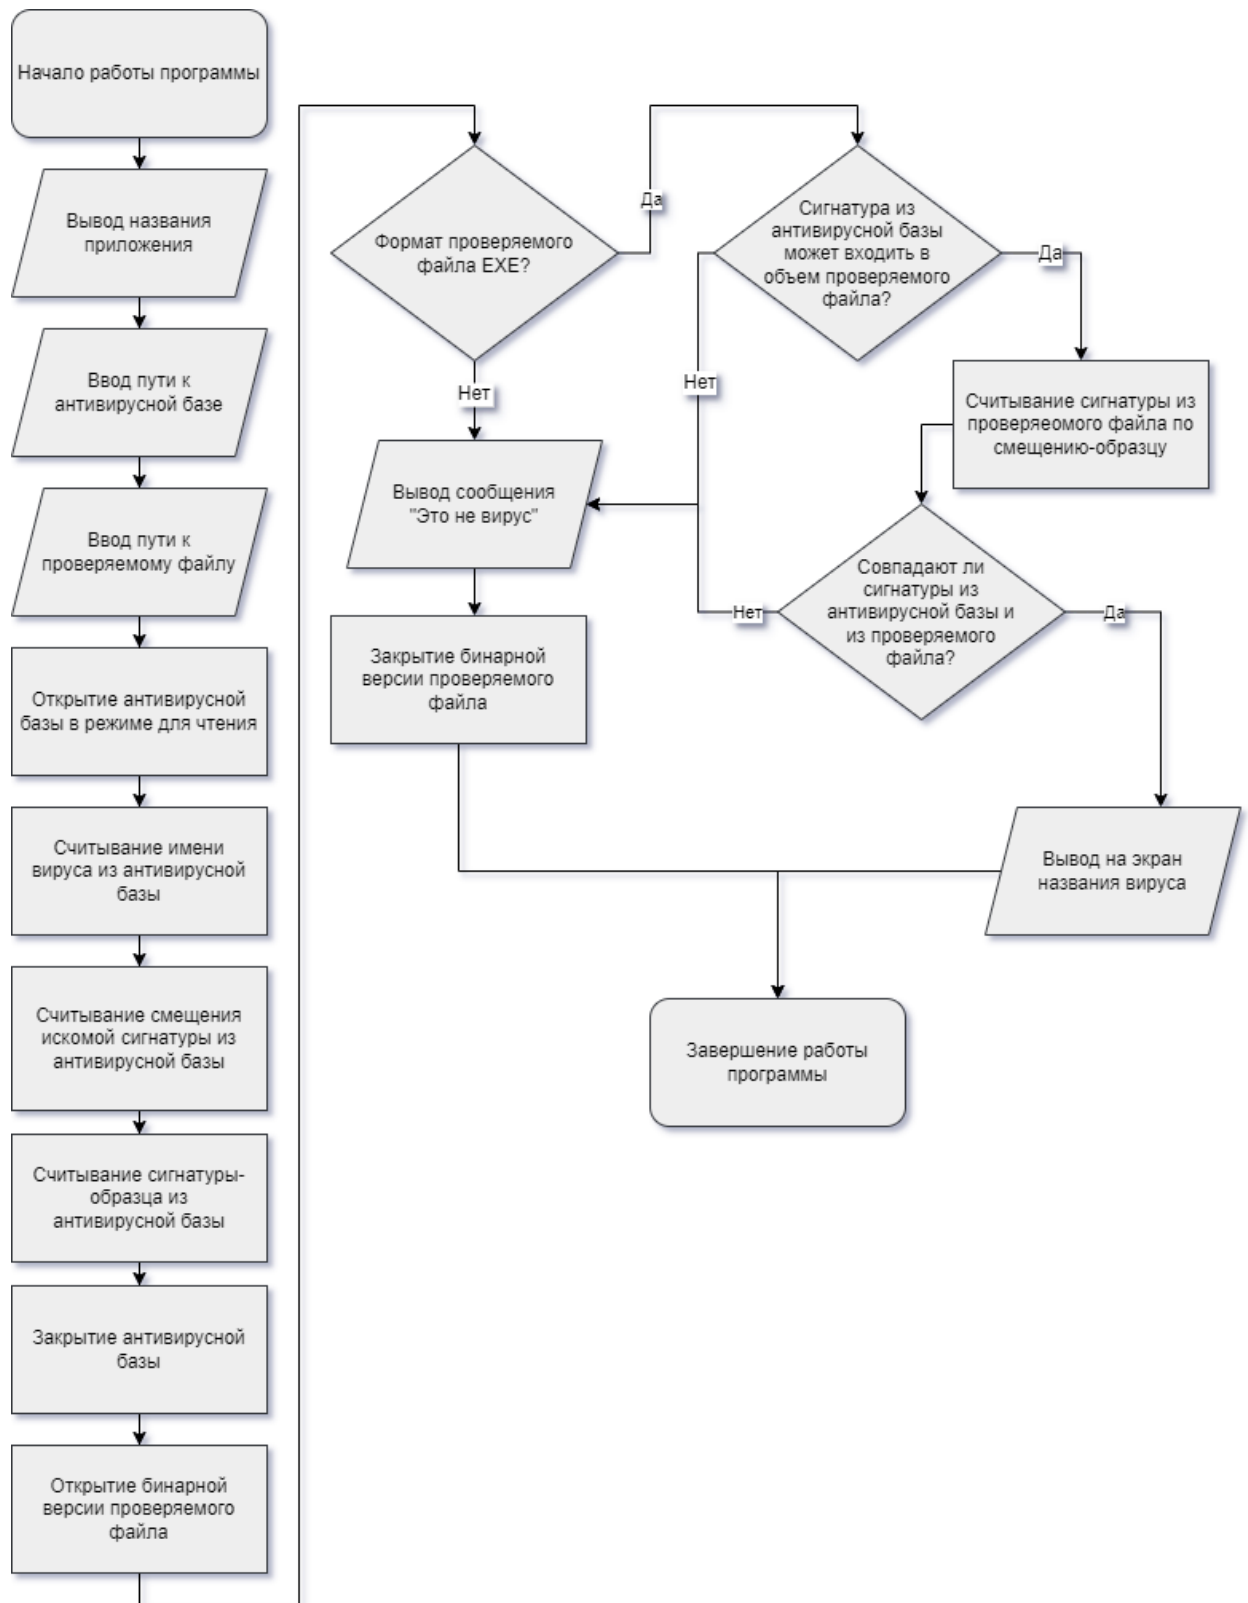 Начало работы программы
Вывод названия
приложения
Ввод пути к
антивирусной базе
Ввод пути к
проверяемому файлу
Открытие антивирусной
базы в режиме для чтения
Считывание имени
вируса из антивирусной
базы
Считывание смещения
искомой сигнатуры из
антивирусной базы
Считывание сигнатуры-
образца из
антивирусной базы
Закрытие антивирусной
базы
Открытие бинарной
версии проверяемого
файла
Формат проверяемого
файла EXE?
Да
Нет
Вывод сообщения
"Это не вирус"
Закрытие бинарной
версии проверяемого
файла
Сигнатура из
антивирусной базы
может входить в
объем проверяемого
файла?
Да
Нет
Считывание сигнатуры из
проверяеомого файла по
смещению-образцу
Совпадают ли
сигнатуры из
антивирусной базы и
из проверяемого
файла?
Нет
Да
Вывод на экран
названия вируса
Завершение работы
программы